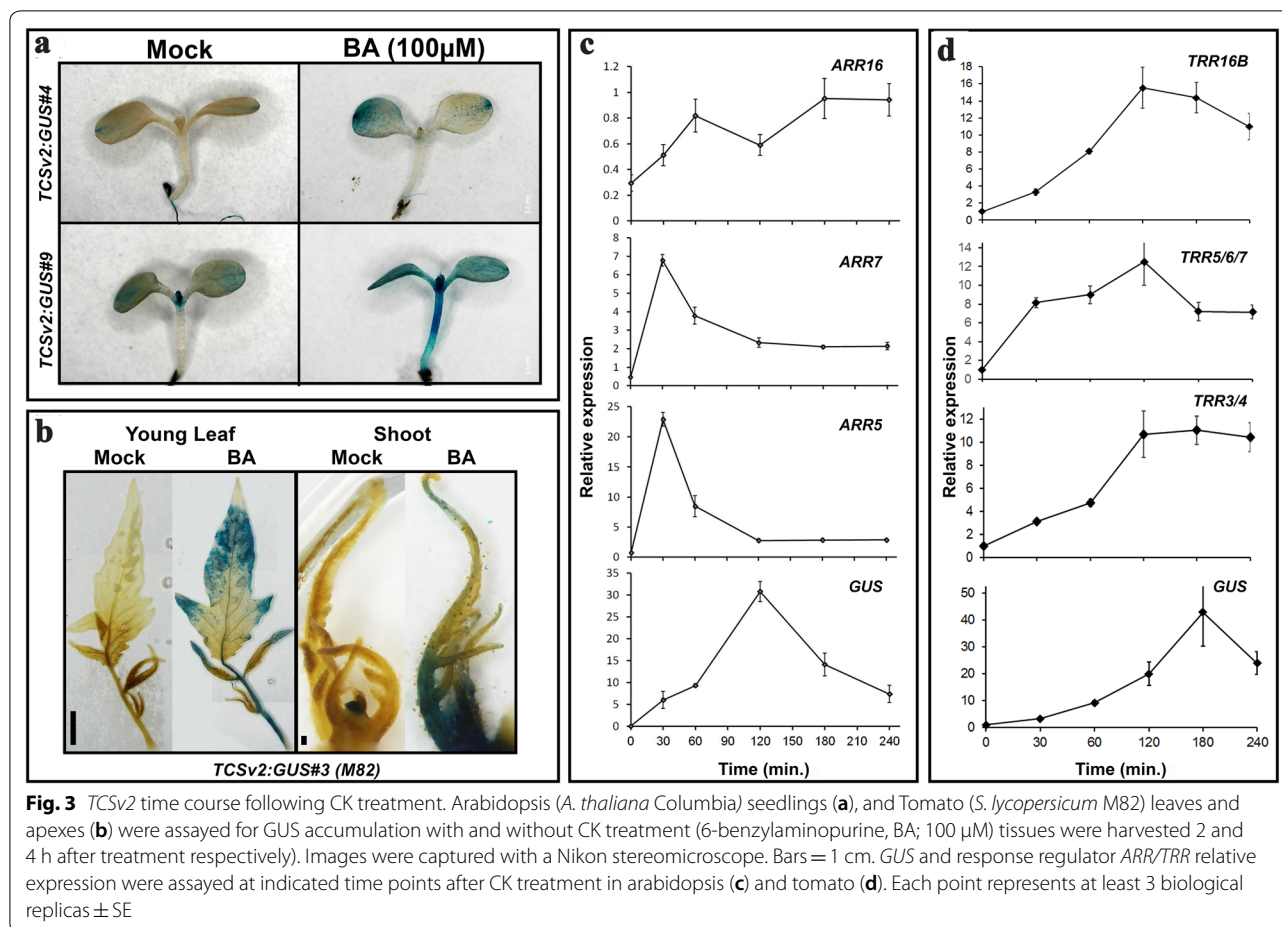 a
Mock
BA (100µM)
TCSv2:GUS#4
TCSv2:GUS#9
b
Young Leaf
Shoot
Mock
BA
Mock
BA
TCSv2:GUS#3 (M82)
c
ARR16
1.2
1
0.8
0.6
0.4
0.2
0
ARR7
8
7
6
5
4
3
2
1
0
ARR5
25
20
15
10
5
0
GUS
35
30
25
20
15
10
5
0
Relative expression
0 30 60 90 120 150 180 210 240
Time (min.)
d
TRR16B
18
16
14
12
10
8
6
4
2
0
TRR5/6/7
14
12
10
8
6
4
2
0
TRR3/4
12
10
8
6
4
2
0
GUS
50
40
30
20
10
0
Relative expression
0 30 60 120 180 240
Time (min.)
Fig. 3 TCSv2 time course following CK treatment. Arabidopsis (A. thaliana Columbia) seedlings (a), and Tomato (S. lycopersicum M82) leaves and
apexes (b) were assayed for GUS accumulation with and without CK treatment (6-benzylaminopurine, BA; 100 µM) tissues were harvested 2 and
4 h after treatment respectively). Images were captured with a Nikon stereomicroscope. Bars = 1 cm. GUS and response regulator ARR/TRR relative
expression were assayed at indicated time points after CK treatment in arabidopsis (c) and tomato (d). Each point represents at least 3 biological
replicas ± SE